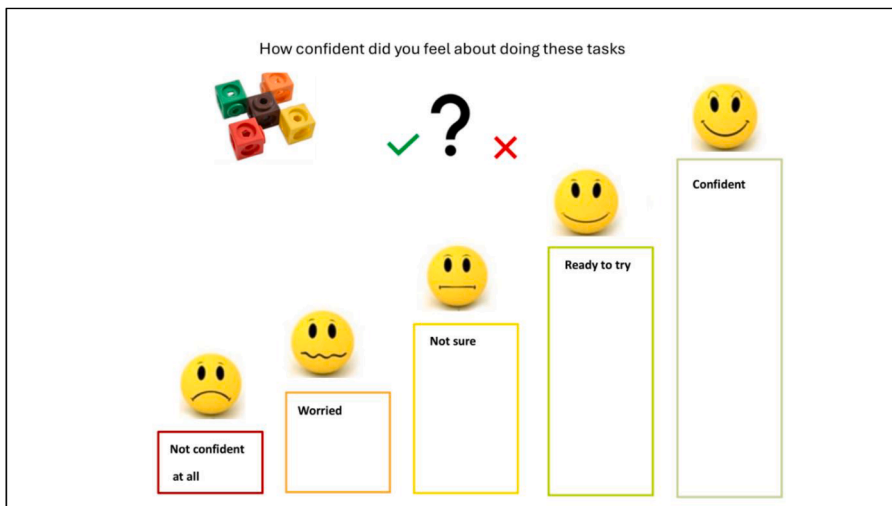 How confident did you feel about doing these tasks
?
Confident
Ready to try
Not sure
Worried
Not confident
at all